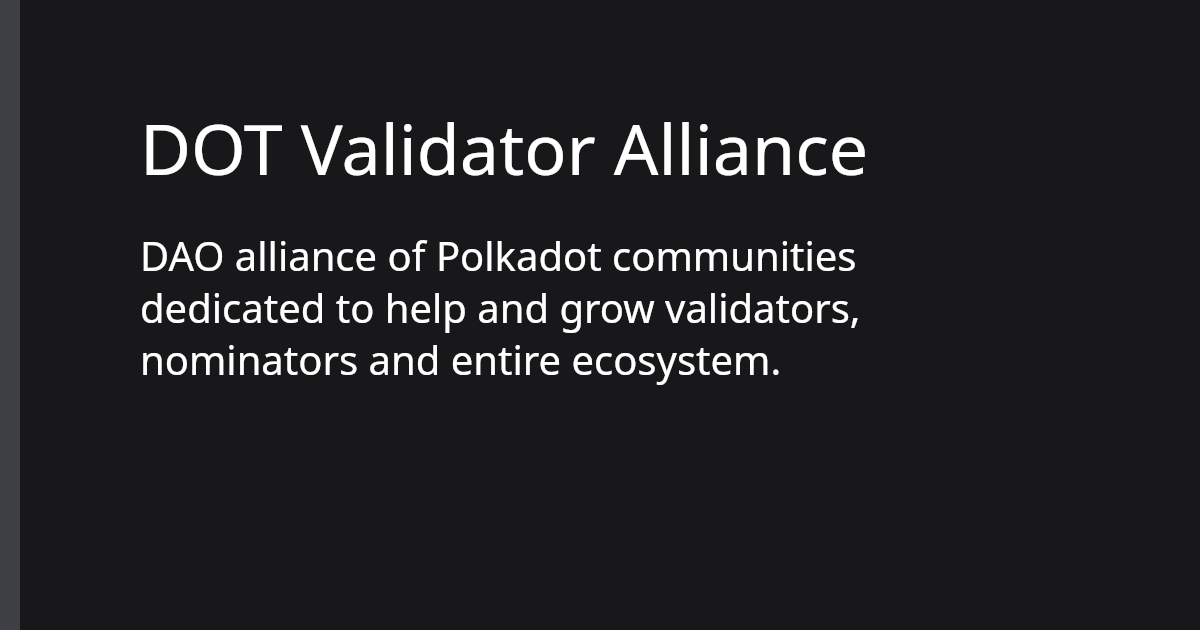 DOT Validator Alliance
DAO alliance of Polkadot communities
dedicated to help and grow validators,
nominators and entire ecosystem.